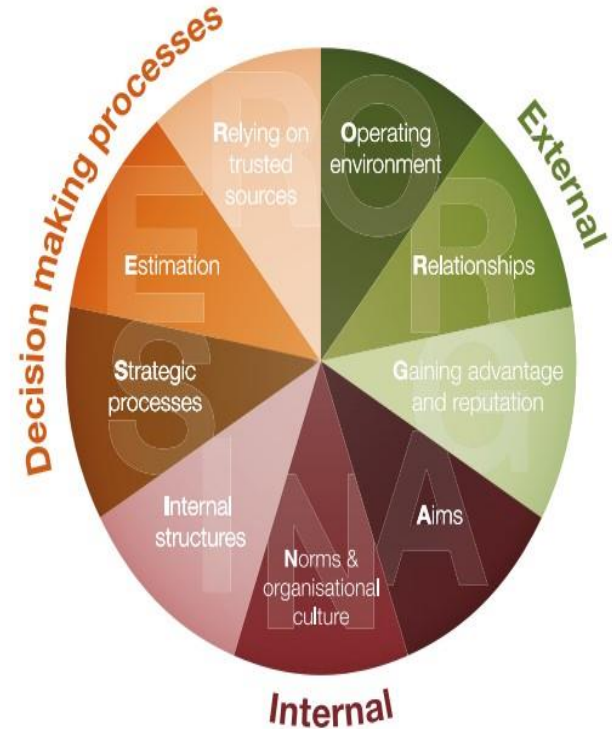 Decision making processes
External
Internal
O
Operating
environment
R
Relationships
G
Gaining advantage
and reputation
A
Aims
N
Norms &
organisational
culture
I
Internal
structures
S
Strategic
processes
E
Estimation
R
Relying on
trusted
sources